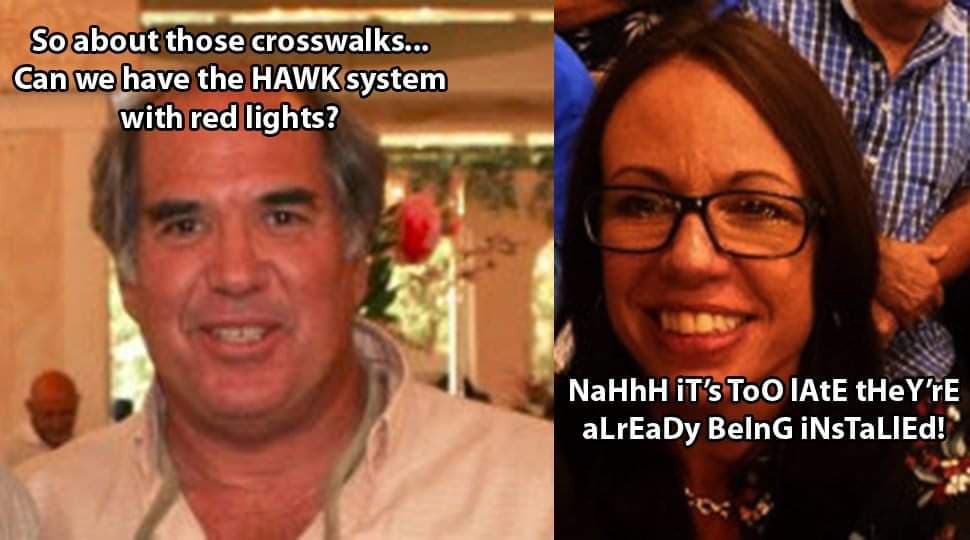 So about those crosswalks...
Can we have the HAWK system
with red lights?
NaHhH iT's ToO lAtE tHeY'rE
aLrEaDy BeInG iNsTaLlEd!